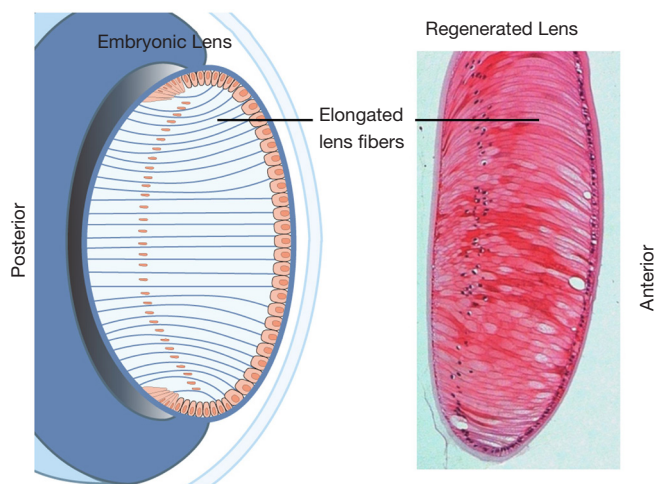 Embryonic Lens
Regenerated Lens
Elongated
lens fibers
Posterior
Anterior